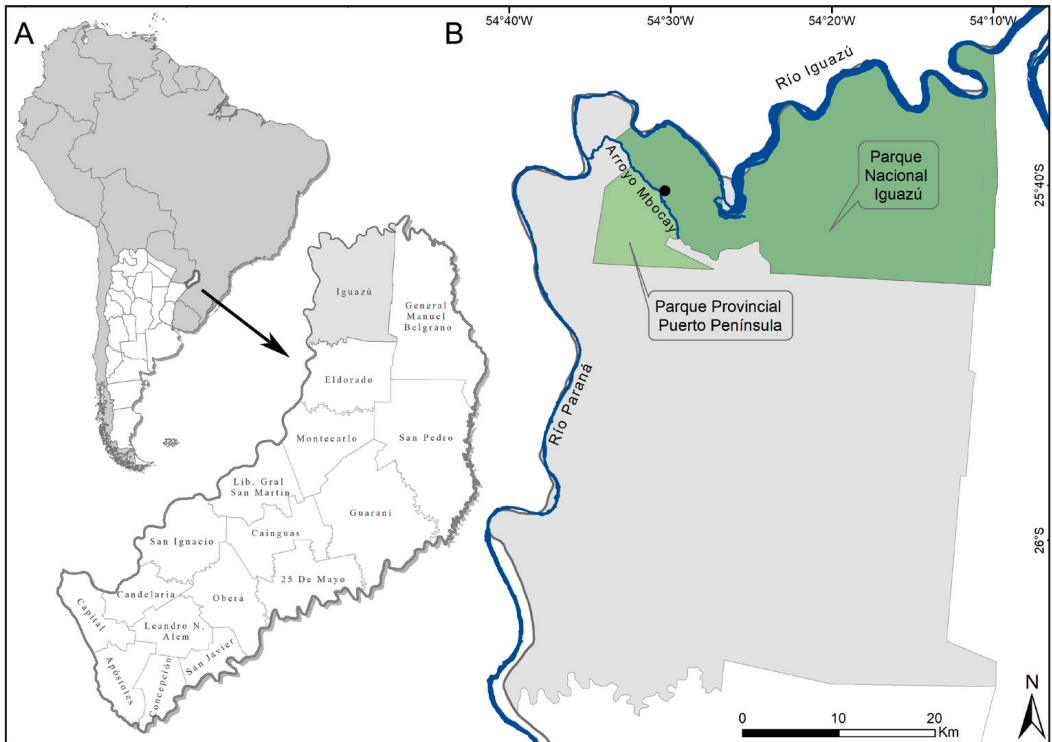 A
Iguazú
General
Manuel
Belgrano
Eldorado
Montecarlo
San Pedro
Lib. Gral
San Martín
Guaraní
Cainguas
San Ignacio
25 De Mayo
Candelaria
Oberá
Capital
Leandro N.
Alem
San Javier
Apóstoles
Concepción
B
54°40'W
54°30'W
54°20'W
54°10'W
Río Iguazú
Arroyo Mbocay
Parque
Nacional
Iguazú
25°40'S
Parque Provincial
Puerto Península
Río Paraná
26°S
N
0 10 20
Km